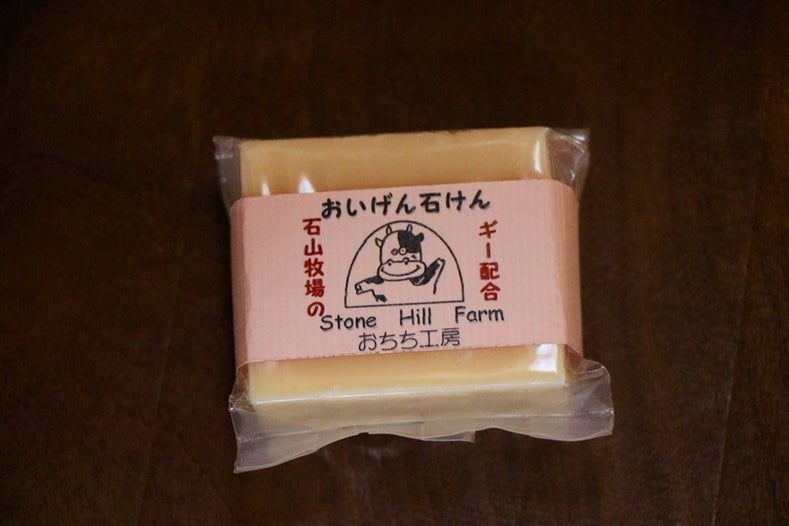 おいげん石けん
石山牧場の
ギー配合
Stone Hill Farm
おちち工房